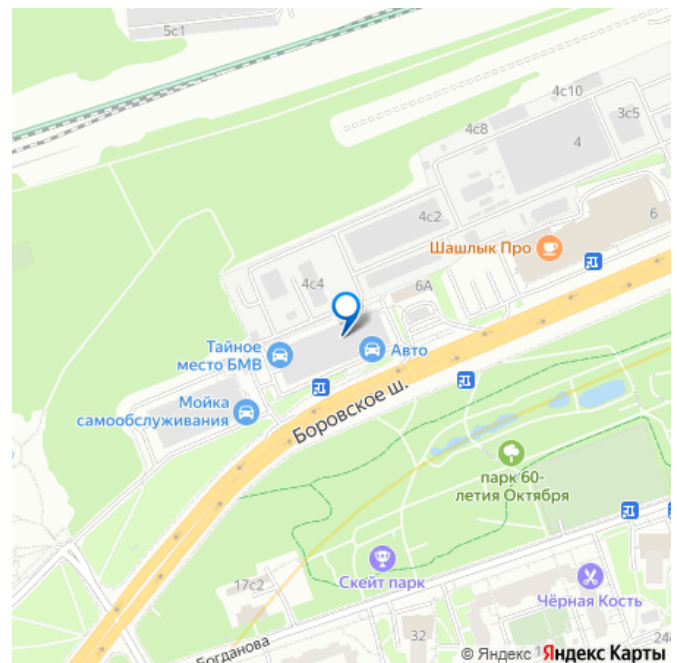 5с1
4с10
3с5
4с8
4
4с2
6
Шашлык Про
4с4
6А
Тайное
место БМВ
Авто
Мойка
самообслуживания
Боровское ш.
парк 60-
летия Октября
17с2
Скейт парк
Чёрная Кость
32
Богданова
© Яндекс Яндекс Карты